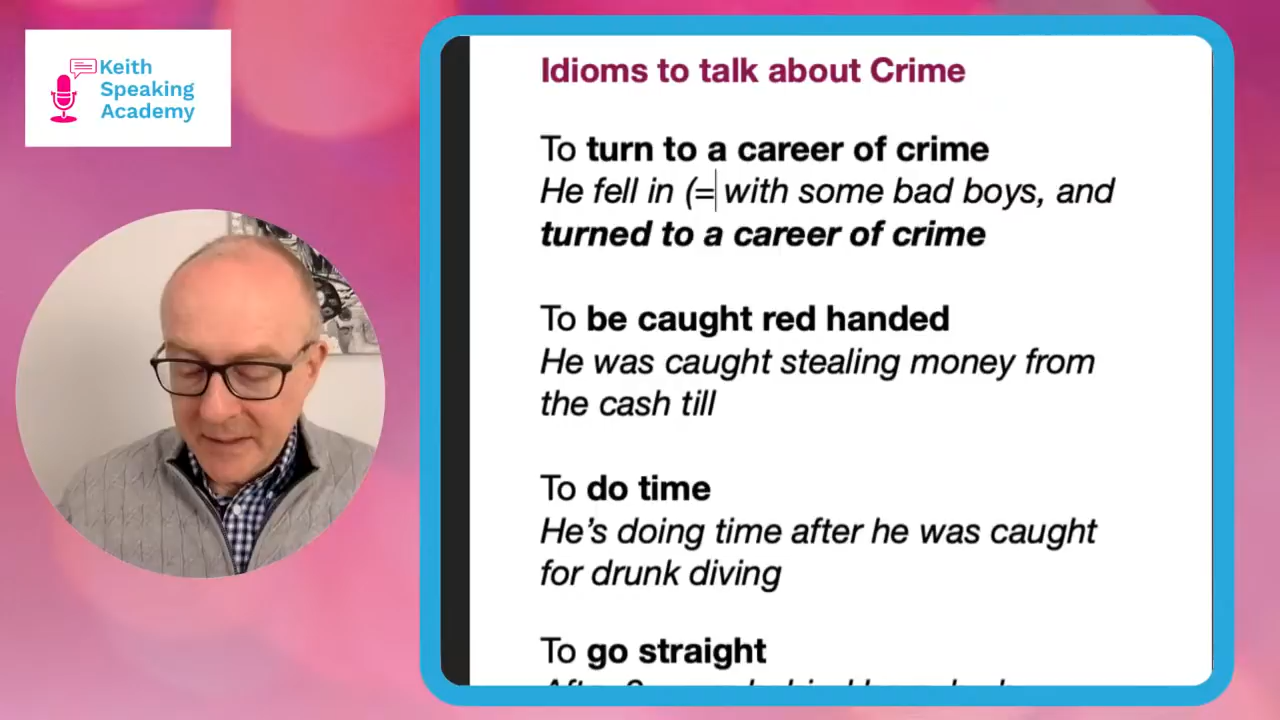 Keith
Speaking
Academy
Idioms to talk about Crime
To turn to a career of crime
He fell in (= with some bad boys, and
turned to a career of crime
To be caught red handed
He was caught stealing money from
the cash till
To do time
He’s doing time after he was caught
for drunk diving
To go straight